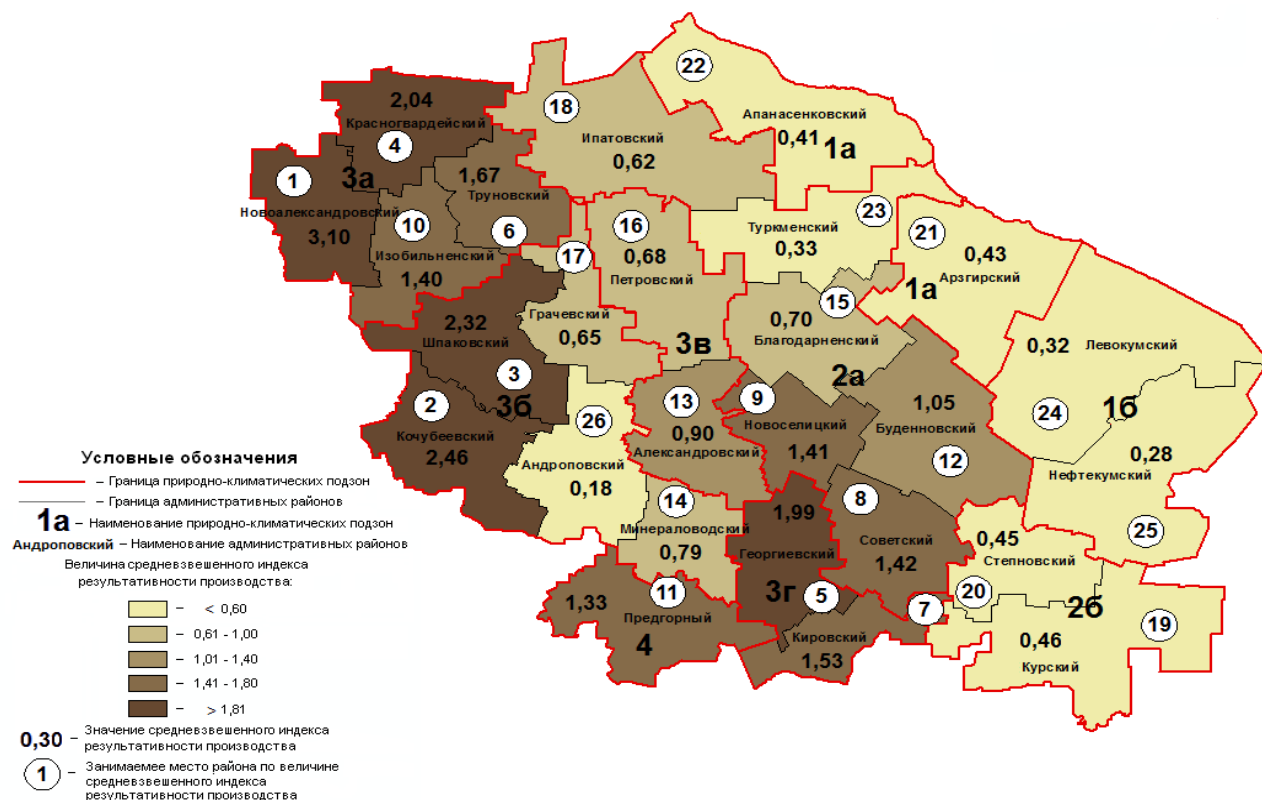 22
18
2,04
Красногвардейский
4
Апанасенковский
0,41
1а
Ипатовский
0,62
1
3а
1,67
Труновский
6
Новоалександровский
3,10
10
Изобильненский
1,40
16
0,68
Петровский
17
Туркменский
0,33
23
21
0,43
Арзгирский
1а
2,32
Шпаковский
3
3б
Грачевский
0,65
3в
15
0,70
Благодарненский
2а
0,32
Левокумский
24
1б
2
Кочубеевский
2,46
26
Андроповский
0,18
13
0,90
Александровский
9
Новоселицкий
1,41
1,05
Буденновский
12
0,28
Нефтекумский
25
14
Минераловодский
0,79
1,99
Георгиевский
3г
5
8
Советский
1,42
0,45
Степновский
20
2б
19
1,33
11
Предгорный
4
Кировский
1,53
7
0,46
Курский
Условные обозначения
– Граница природно-климатических подзон
– Граница административных районов
1а – Наименование природно-климатических подзон
Андроповский – Наименование административных районов
Величина средневзвешенного индекса
результативности производства:
– < 0,60
– 0,61 - 1,00
– 1,01 - 1,40
– 1,41 - 1,80
– > 1,81
0,30 – Значение средневзвешенного индекса
результативности производства
1 – Занимаемое место района по величине
средневзвешенного индекса
результативности производства